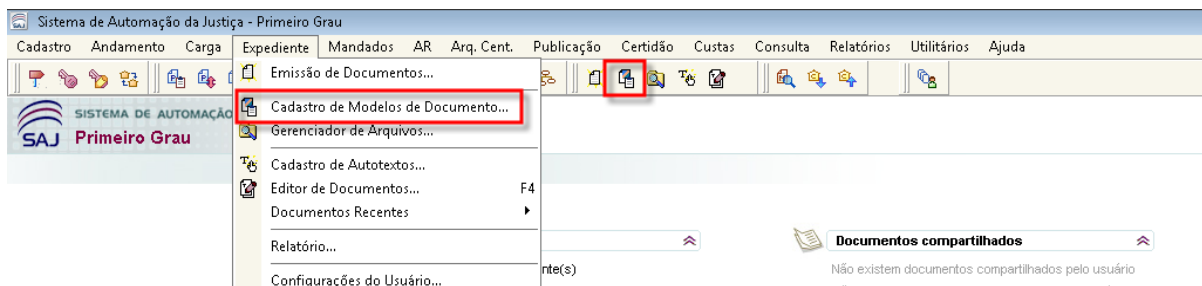 Sistema de Automação da Justiça - Primeiro Grau
Cadastro Andamento Carga Expediente Mandados AR Arq. Cent. Publicação Certidão Custas Consulta Relatórios Utilitários Ajuda
Emissão de Documentos...
Cadastro de Modelos de Documento...
SISTEMA DE AUTOMAÇÃO
SAJ Primeiro Grau
Gerenciador de Arquivos...
Cadastro de Autotextos...
Editor de Documentos... F4
Documentos Recentes
Relatório...
Configurações do Usuário...
nte(s)
Documentos compartilhados
Não existem documentos compartilhados pelo usuário